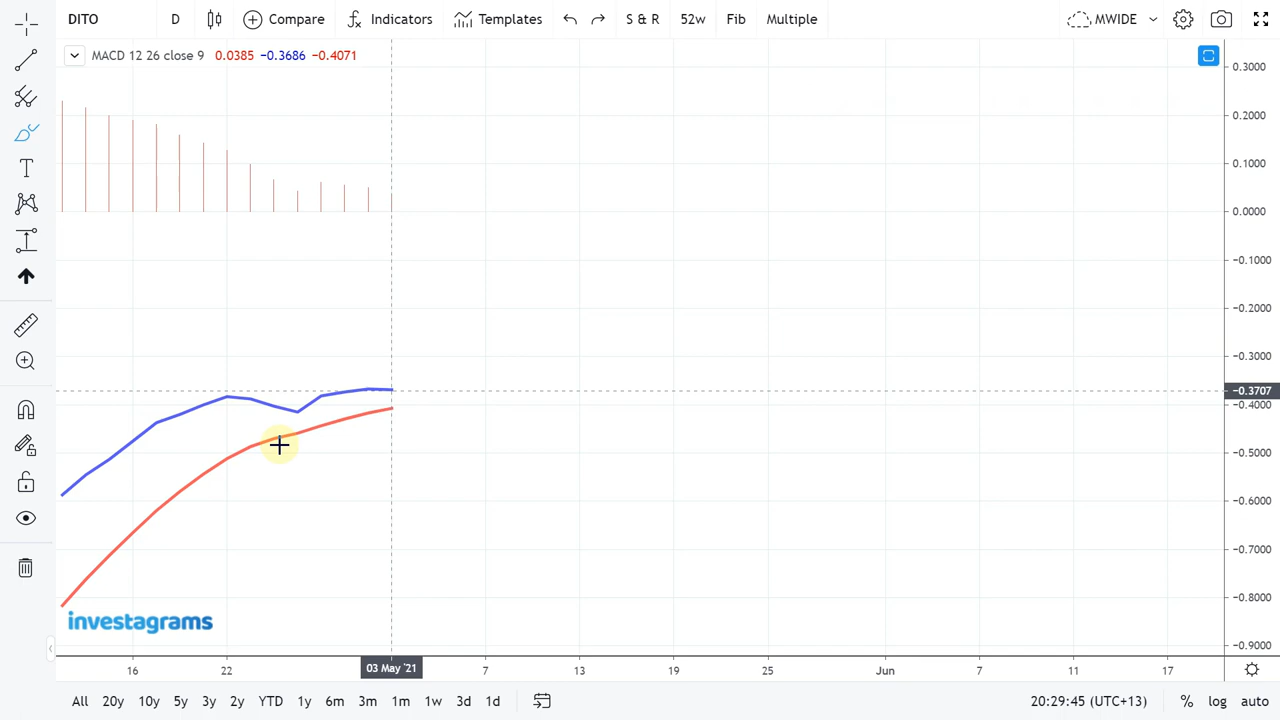 DITO D Compare Indicators Templates S & R 52w Fib Multiple MWIDE
MACD 12 26 close 9 0.0385 −0.3686 −0.4071
0.3000
0.2000
0.1000
0.0000
−0.1000
−0.2000
−0.3000
−0.3707
−0.4000
−0.5000
−0.6000
−0.7000
−0.8000
−0.9000
investagrams
16 22 03 May '21 7 13 19 25 Jun 7 11 17
All 20y 10y 5y 3y 2y YTD 1y 6m 3m 1m 1w 3d 1d 20:29:45 (UTC+13) % log auto